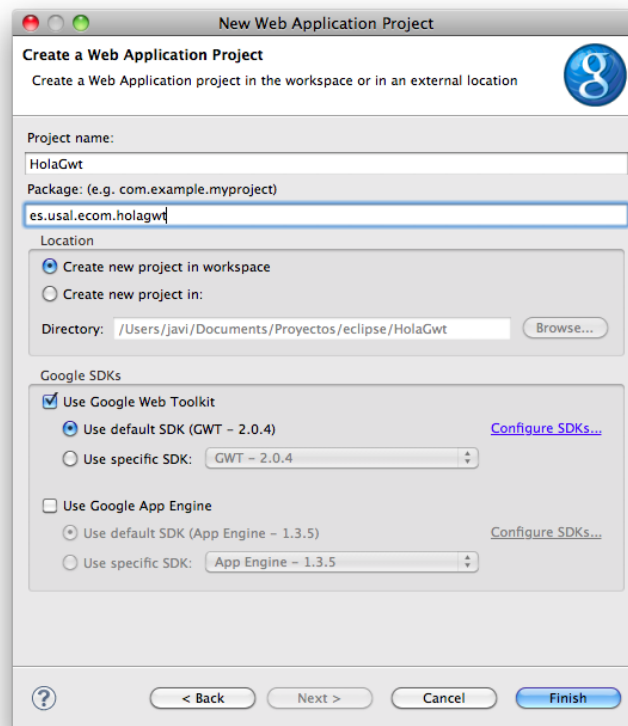 New Web Application Project
Create a Web Application Project
Create a Web Application project in the workspace or in an external location
g
Project name:
HolaGwt
Package: (e.g. com.example.myproject)
es.usal.ecom.holagwt
Location
Create new project in workspace
Create new project in:
Directory: /Users/javi/Documents/Proyectos/eclipse/HolaGwt Browse...
Google SDKs
Use Google Web Toolkit
Use default SDK (GWT - 2.0.4) Configure SDKs...
Use specific SDK: GWT - 2.0.4
Use Google App Engine
Use default SDK (App Engine - 1.3.5) Configure SDKs...
Use specific SDK: App Engine - 1.3.5
? < Back Next > Cancel Finish